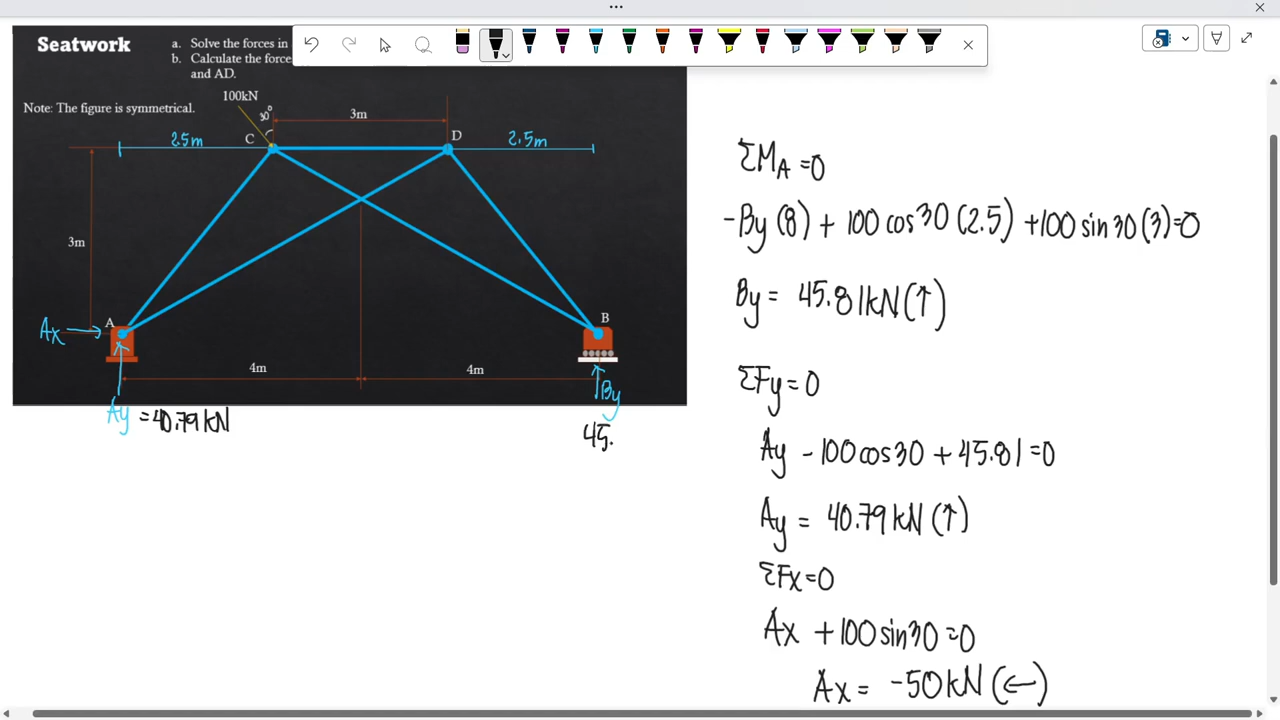 Seatwork
a. Solve the forces in
b. Calculate the force
and AD.
Note: The figure is symmetrical.
100kN
30°
3m
2.5m
C
D
2.5m
3m
Ax
A
B
4m
4m
By
Ay = 40.79 kN
45.
ΣMA = 0
-By (8) + 100 cos 30 (2.5) + 100 sin 30 (3) = 0
By = 45.81 kN (↑)
ΣFy = 0
Ay - 100 cos 30 + 45.81 = 0
Ay = 40.79 kN (↑)
ΣFx = 0
Ax + 100 sin 30 = 0
Ax = -50 kN (←)